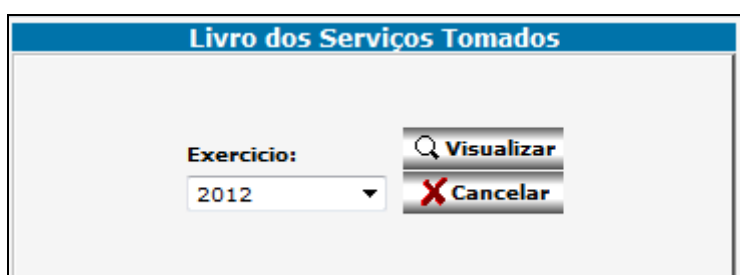 Livro dos Serviços Tomados
Exercicio:
2012
Visualizar
Cancelar